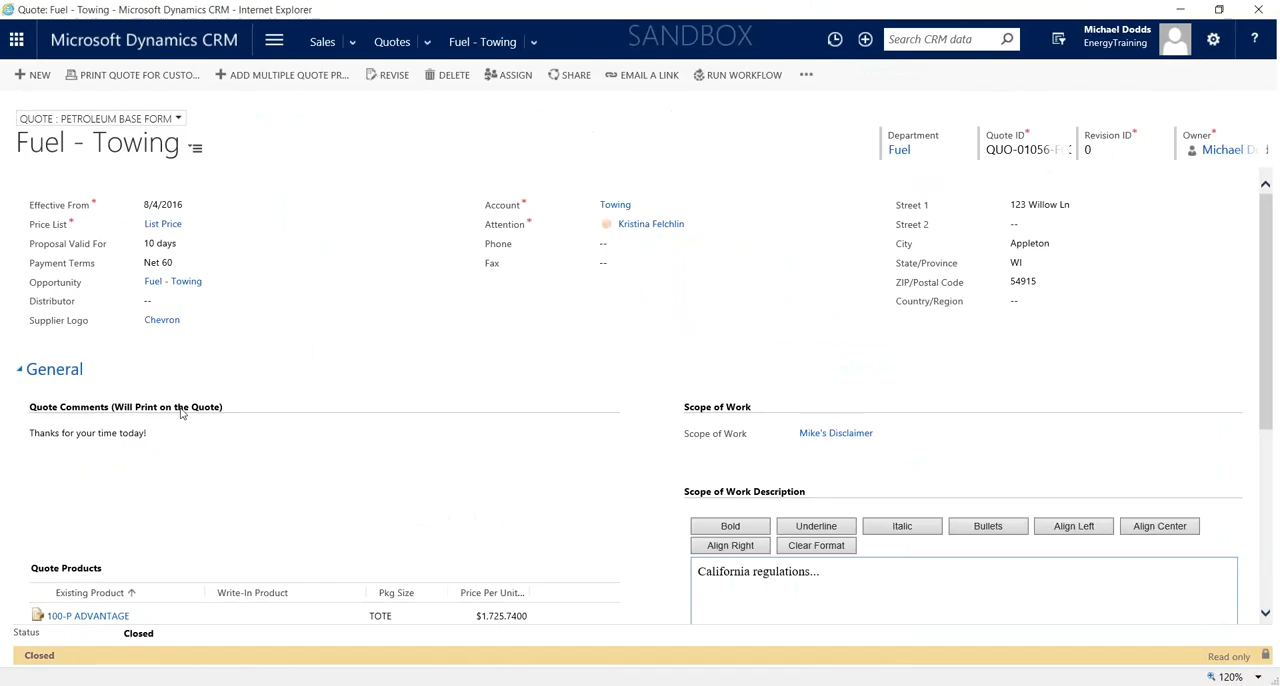 Quote: Fuel - Towing - Microsoft Dynamics CRM - Internet Explorer
Microsoft Dynamics CRM Sales Quotes Fuel - Towing SANDBOX Search CRM data Michael Dodds
EnergyTraining
NEW PRINT QUOTE FOR CUSTO... ADD MULTIPLE QUOTE PR... REVISE DELETE ASSIGN SHARE EMAIL A LINK RUN WORKFLOW
QUOTE : PETROLEUM BASE FORM
Fuel - Towing
Department Quote ID* Revision ID* Owner*
Fuel QUO-01056- 0 Michael
Effective From* 8/4/2016 Account* Towing Street 1 123 Willow Ln
Price List* List Price Attention* Kristina Felchlin Street 2 --
Proposal Valid For 10 days Phone -- City Appleton
Payment Terms Net 60 Fax -- State/Province WI
Opportunity Fuel - Towing ZIP/Postal Code 54915
Distributor -- Country/Region --
Supplier Logo Chevron
General
Quote Comments (Will Print on the Quote) Scope of Work
Thanks for your time today! Scope of Work Mike's Disclaimer
Scope of Work Description
Bold Underline Italic Bullets Align Left Align Center
Align Right Clear Format
Quote Products California regulations...
Existing Product Write-In Product Pkg Size Price Per Unit...
100-P ADVANTAGE TOTE $1,725.7400
Status Closed
Closed Read only
120%